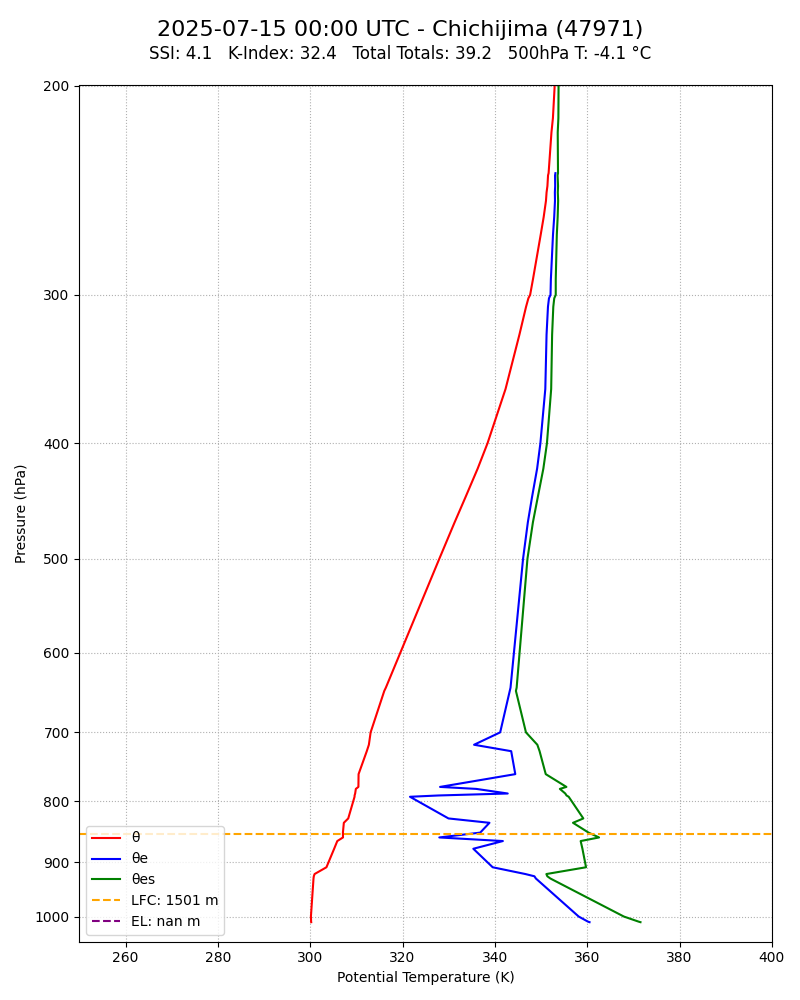 2025-07-15 00:00 UTC - Chichijima (47971)
SSI: 4.1   K-Index: 32.4   Total Totals: 39.2   500hPa T: -4.1 °C
200
300
400
500
600
700
800
900
1000
Pressure (hPa)
θ
θe
θes
LFC: 1501 m
EL: nan m
260 280 300 320 340 360 380 400
Potential Temperature (K)